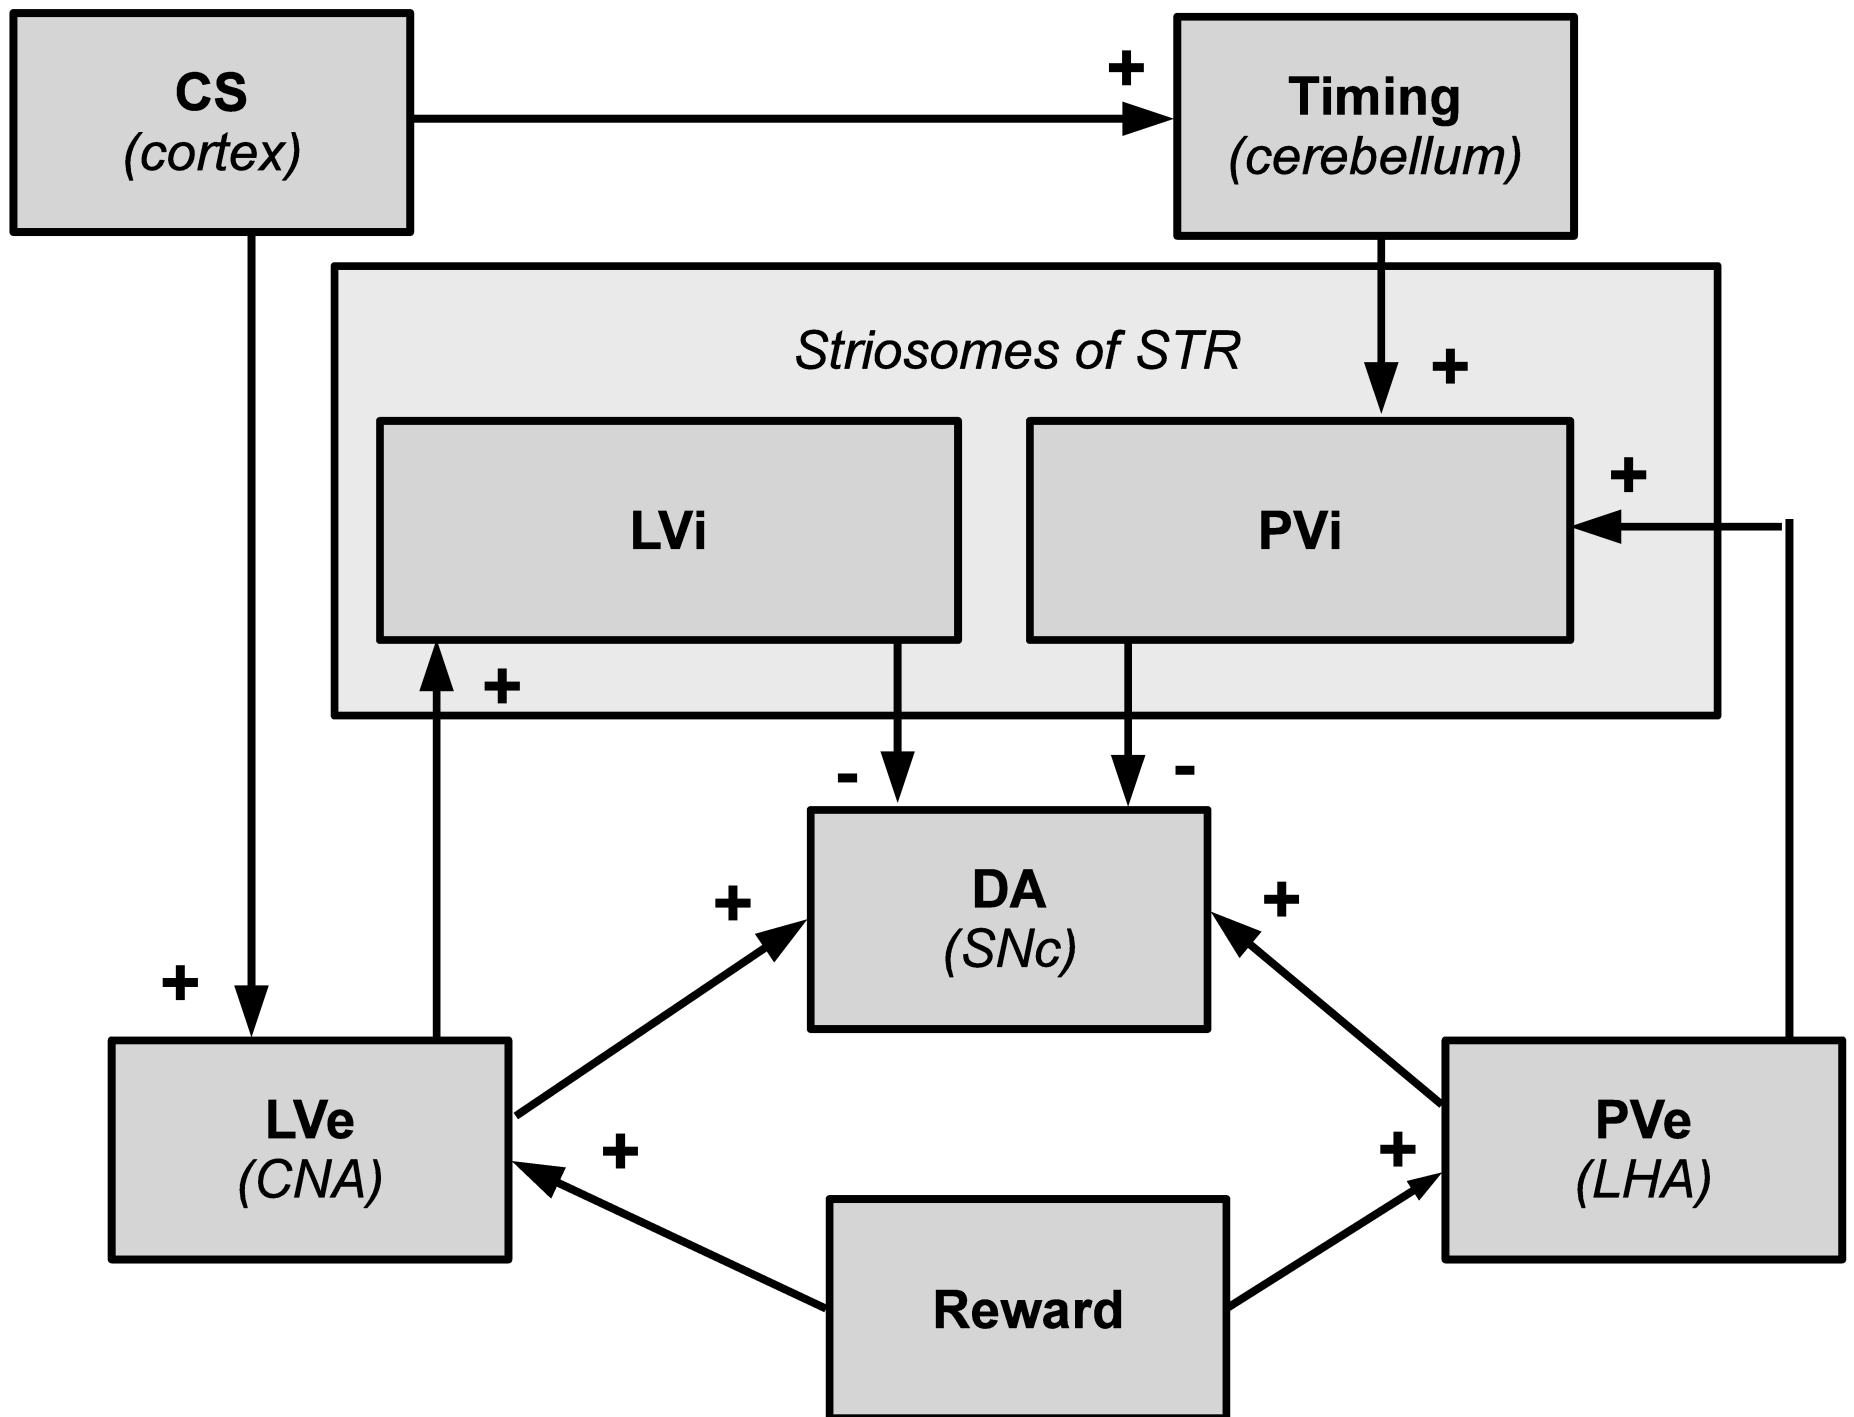 CS
(cortex)
+
Timing
(cerebellum)
Striosomes of STR
+
LVi
PVi
+
+
-
-
DA
(SNc)
+
+
+
LVe
(CNA)
+
+
PVe
(LHA)
Reward